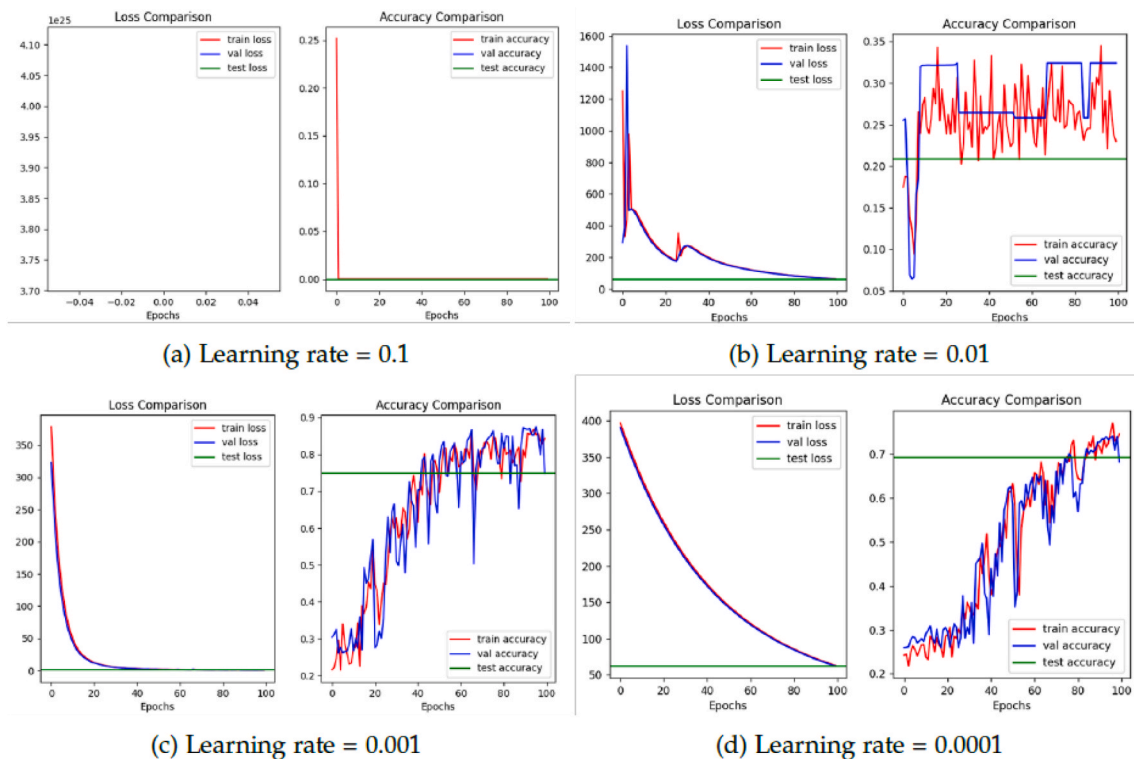 Loss Comparison
1e25
4.10
4.05
4.00
3.95
3.90
3.85
3.80
3.75
3.70
train loss
val loss
test loss
−0.04 −0.02 0.00 0.02 0.04
Epochs
Accuracy Comparison
0.25
0.20
0.15
0.10
0.05
0.00
train accuracy
val accuracy
test accuracy
0 20 40 60 80 100
Epochs
(a) Learning rate = 0.1
Loss Comparison
1600
1400
1200
1000
800
600
400
200
0
train loss
val loss
test loss
0 20 40 60 80 100
Epochs
Accuracy Comparison
0.35
0.30
0.25
0.20
0.15
0.10
0.05
train accuracy
val accuracy
test accuracy
0 20 40 60 80 100
Epochs
(b) Learning rate = 0.01
Loss Comparison
350
300
250
200
150
100
50
0
train loss
val loss
test loss
0 20 40 60 80 100
Epochs
Accuracy Comparison
0.9
0.8
0.7
0.6
0.5
0.4
0.3
0.2
train accuracy
val accuracy
test accuracy
0 20 40 60 80 100
Epochs
(c) Learning rate = 0.001
Loss Comparison
400
350
300
250
200
150
100
50
train loss
val loss
test loss
0 20 40 60 80 100
Epochs
Accuracy Comparison
0.7
0.6
0.5
0.4
0.3
0.2
train accuracy
val accuracy
test accuracy
0 20 40 60 80 100
Epochs
(d) Learning rate = 0.0001